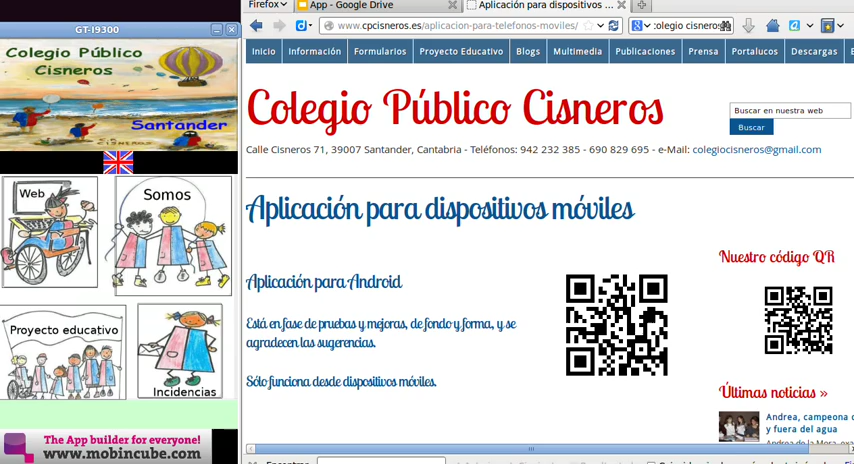 GT-I9300
Colegio Público
Cisneros
Santander
CISNEROS
Web
Somos
Proyecto educativo
Incidencias
The App builder for everyone!
www.mobincube.com
Firefox
App - Google Drive
Aplicación para dispositivos ...
www.cpcisneros.es/aplicacion-para-telefonos-moviles/
:olegio cisneros
Inicio
Información
Formularios
Proyecto Educativo
Blogs
Multimedia
Publicaciones
Prensa
Portalucos
Descargas
Colegio Público Cisneros
Buscar en nuestra web
Buscar
Calle Cisneros 71, 39007 Santander, Cantabria - Teléfonos: 942 232 385 - 690 829 695 - e-Mail: colegiocisneros@gmail.com
Aplicación para dispositivos móviles
Aplicación para Android
Está en fase de pruebas y mejoras, de fondo y forma, y se
agradecen las sugerencias.
Sólo funciona desde dispositivos móviles.
Nuestro código QR
Últimas noticias »
Andrea, campeona d
y fuera del agua